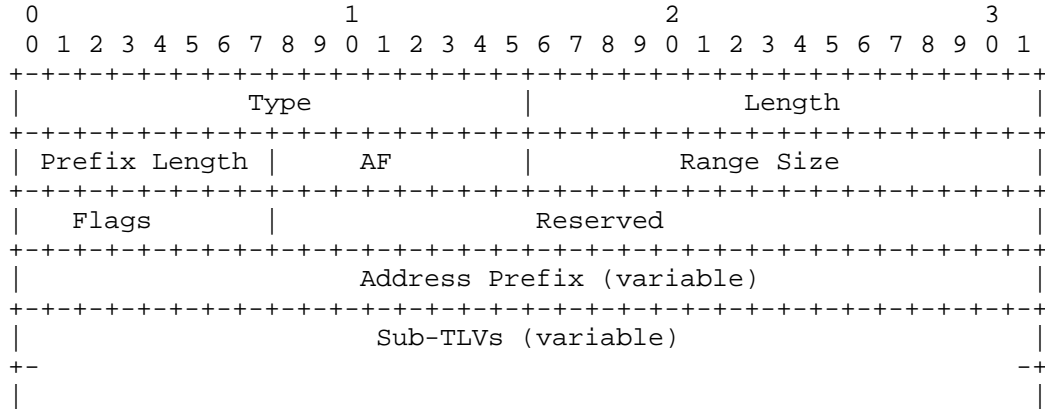 0                   1                   2                   3
 0 1 2 3 4 5 6 7 8 9 0 1 2 3 4 5 6 7 8 9 0 1 2 3 4 5 6 7 8 9 0 1
+-+-+-+-+-+-+-+-+-+-+-+-+-+-+-+-+-+-+-+-+-+-+-+-+-+-+-+-+-+-+-+-+
|              Type             |             Length            |
+-+-+-+-+-+-+-+-+-+-+-+-+-+-+-+-+-+-+-+-+-+-+-+-+-+-+-+-+-+-+-+-+
| Prefix Length |     AF        |         Range Size            |
+-+-+-+-+-+-+-+-+-+-+-+-+-+-+-+-+-+-+-+-+-+-+-+-+-+-+-+-+-+-+-+-+
|   Flags       |                Reserved                       |
+-+-+-+-+-+-+-+-+-+-+-+-+-+-+-+-+-+-+-+-+-+-+-+-+-+-+-+-+-+-+-+-+
|                     Address Prefix (variable)                 |
+-+-+-+-+-+-+-+-+-+-+-+-+-+-+-+-+-+-+-+-+-+-+-+-+-+-+-+-+-+-+-+-+
|                      Sub-TLVs (variable)                      |
+-                                                             -+
|                                                               |